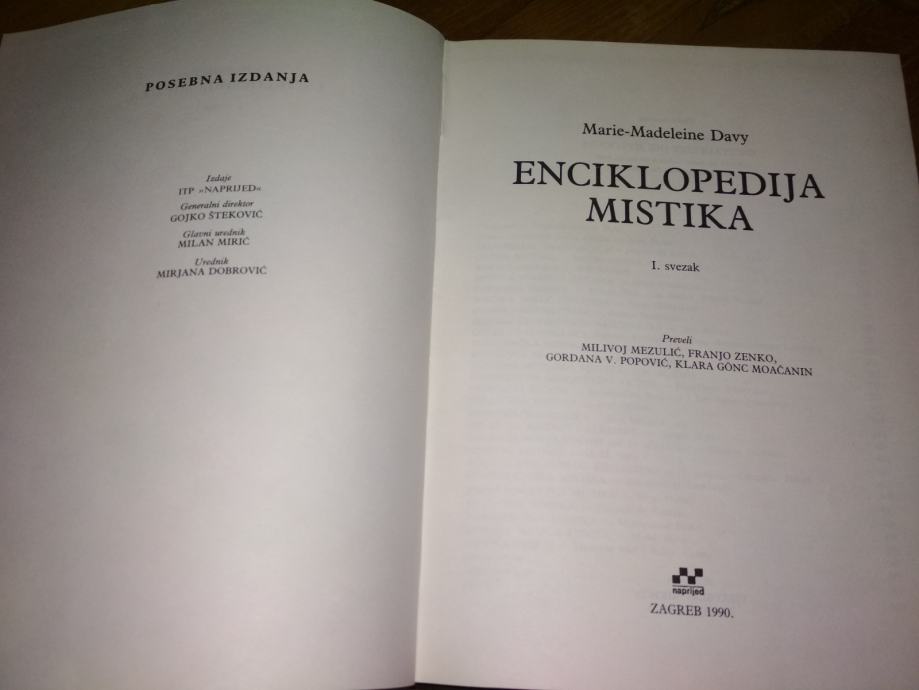 POSEBNA IZDANJA
Izdaje
ITP »NAPRIJED«
Generalni direktor
GOJKO ŠTEKOVIĆ
Glavni urednik
MILAN MIRIĆ
Urednik
MIRJANA DOBROVIĆ
Marie-Madeleine Davy
ENCIKLOPEDIJA
MISTIKA
I. svezak
Preveli
MILIVOJ MEZULIĆ, FRANJO ZENKO,
GORDANA V. POPOVIĆ, KLARA GÖNC MOAČANIN
naprijed
ZAGREB 1990.